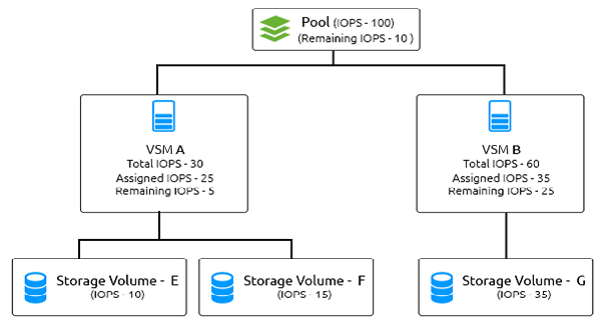 Pool (IOPS - 100)
(Remaining IOPS - 10 )
VSM A
Total IOPS - 30
Assigned IOPS - 25
Remaining IOPS - 5
VSM B
Total IOPS - 60
Assigned IOPS - 35
Remaining IOPS - 25
Storage Volume - E
(IOPS - 10)
Storage Volume - F
(IOPS - 15)
Storage Volume - G
(IOPS - 35)